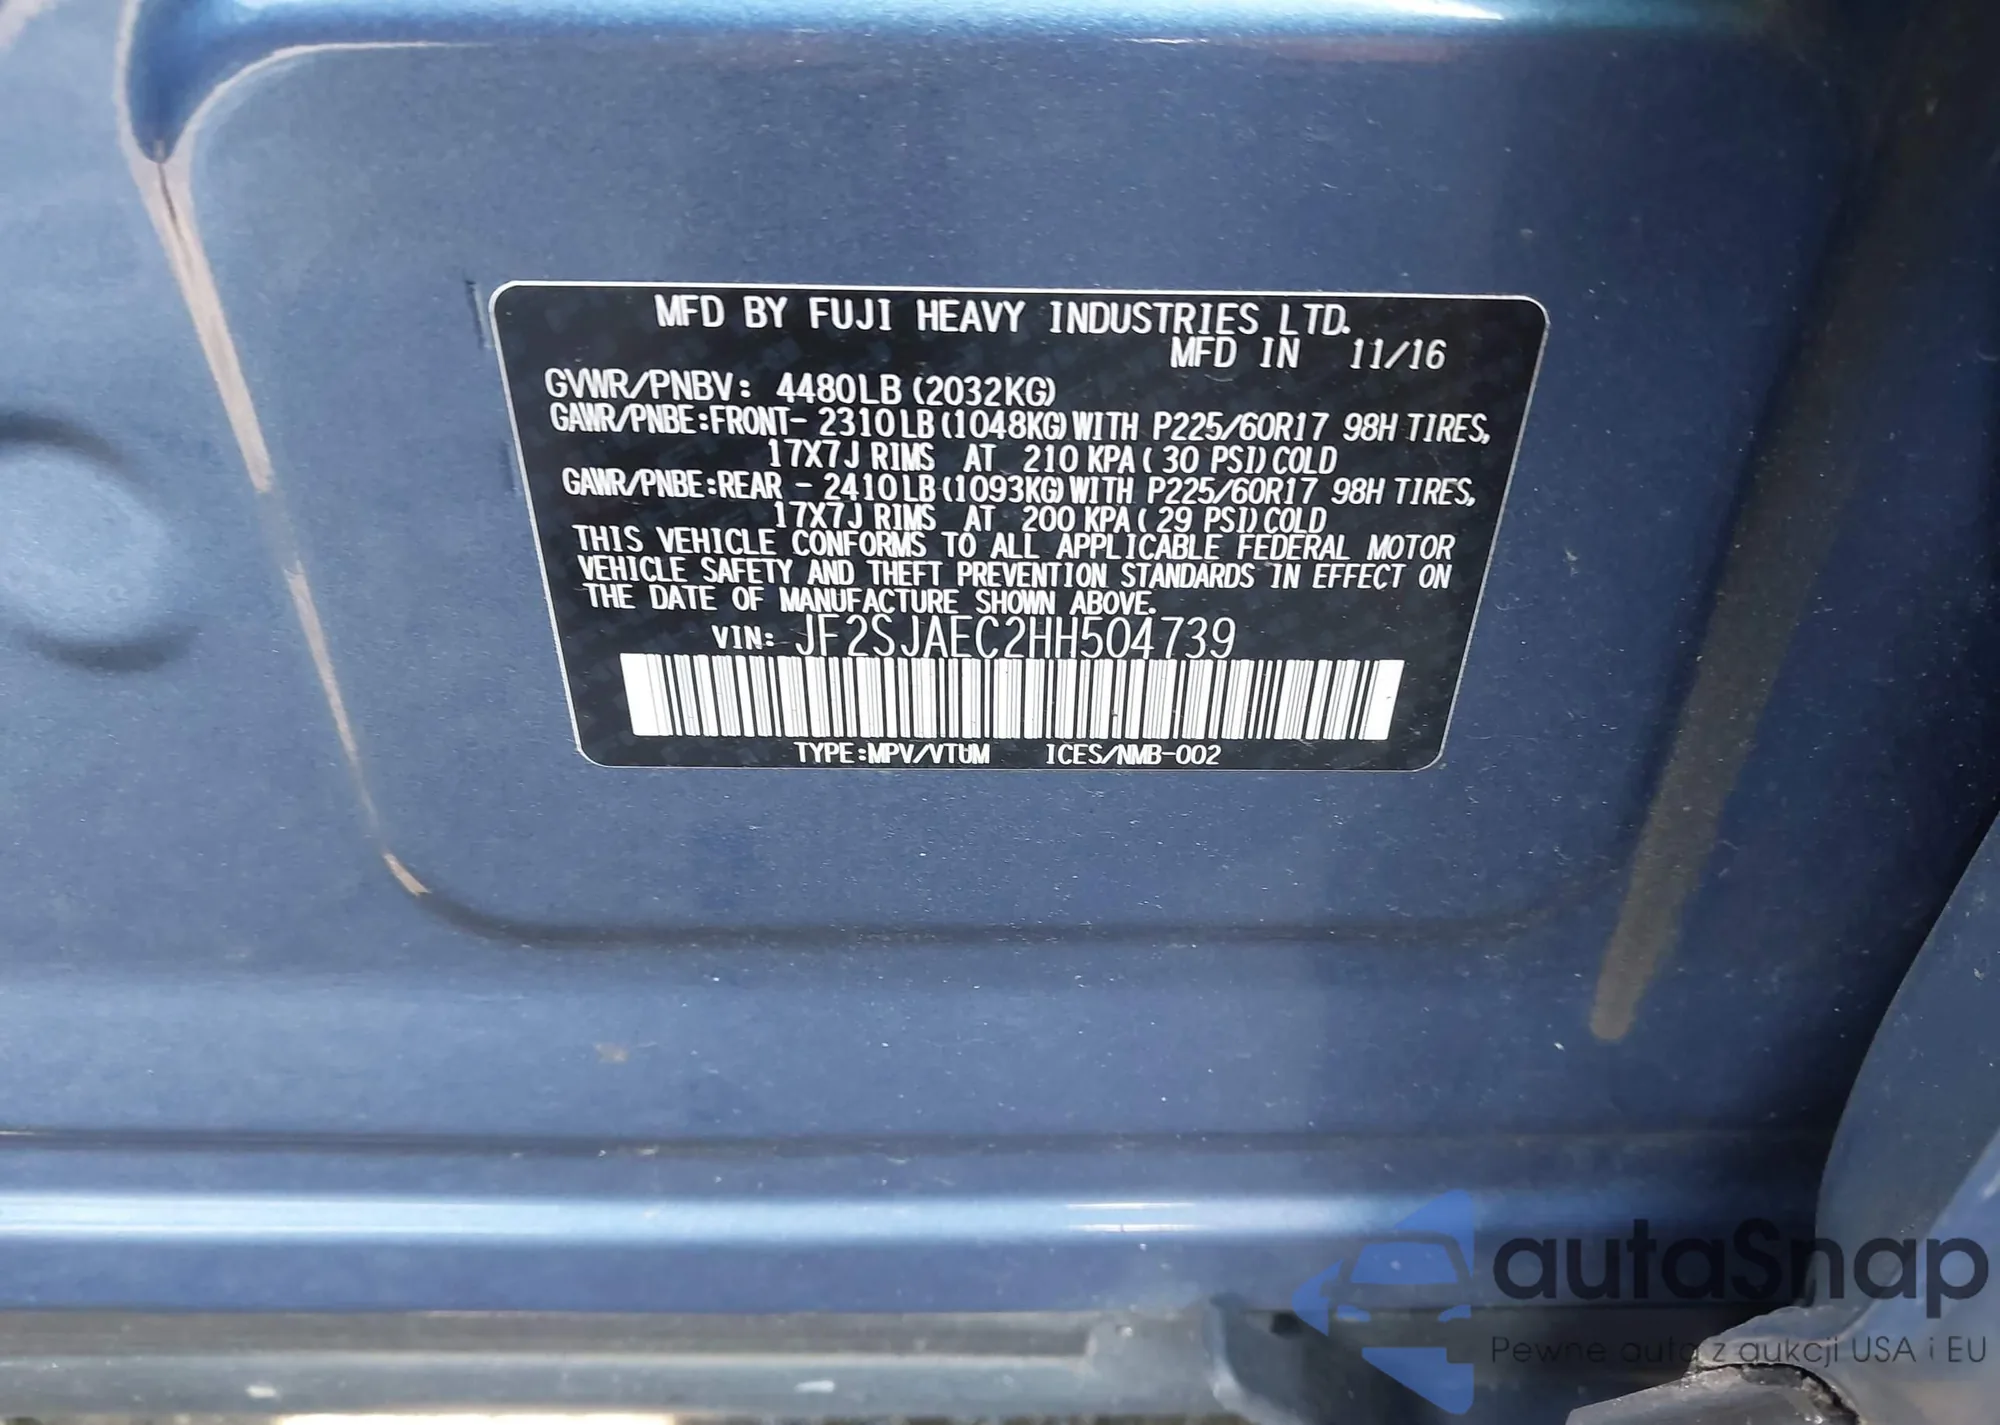 MFD BY FUJI HEAVY INDUSTRIES LTD.
MFD IN 11/16
GVWR/PNBV: 4480LB (2032KG)
GAWR/PNBE:FRONT- 2310LB(1048KG)WITH P225/60R17 98H TIRES,
17X7J RIMS AT 210 KPA( 30 PSI)COLD
GAWR/PNBE:REAR - 2410LB(1093KG)WITH P225/60R17 98H TIRES,
17X7J RIMS AT 200 KPA( 29 PSI)COLD
THIS VEHICLE CONFORMS TO ALL APPLICABLE FEDERAL MOTOR
VEHICLE SAFETY AND THEFT PREVENTION STANDARDS IN EFFECT ON
THE DATE OF MANUFACTURE SHOWN ABOVE.
VIN: JF2SJAEC2HH504739
TYPE:MPV/VTUM ICES/NMB-002
autaSnap
Pewne auta z aukcji USA i EU